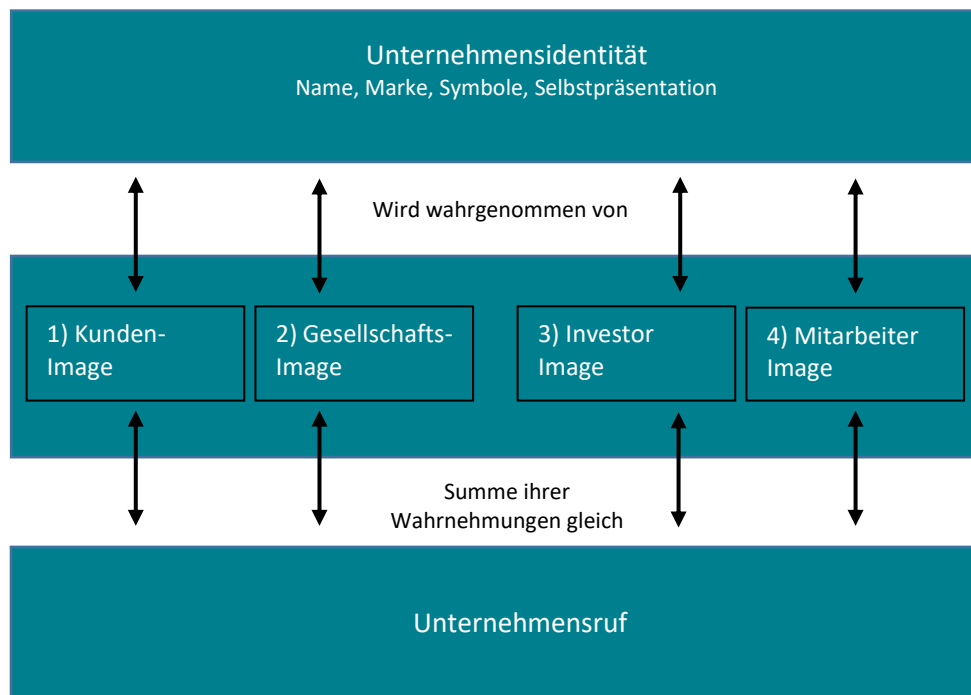 Unternehmensidentität
Name, Marke, Symbole, Selbstpräsentation
Wird wahrgenommen von
1) Kunden-
Image
2) Gesellschafts-
Image
3) Investor
Image
4) Mitarbeiter
Image
Summe ihrer
Wahrnehmungen gleich
Unternehmensruf